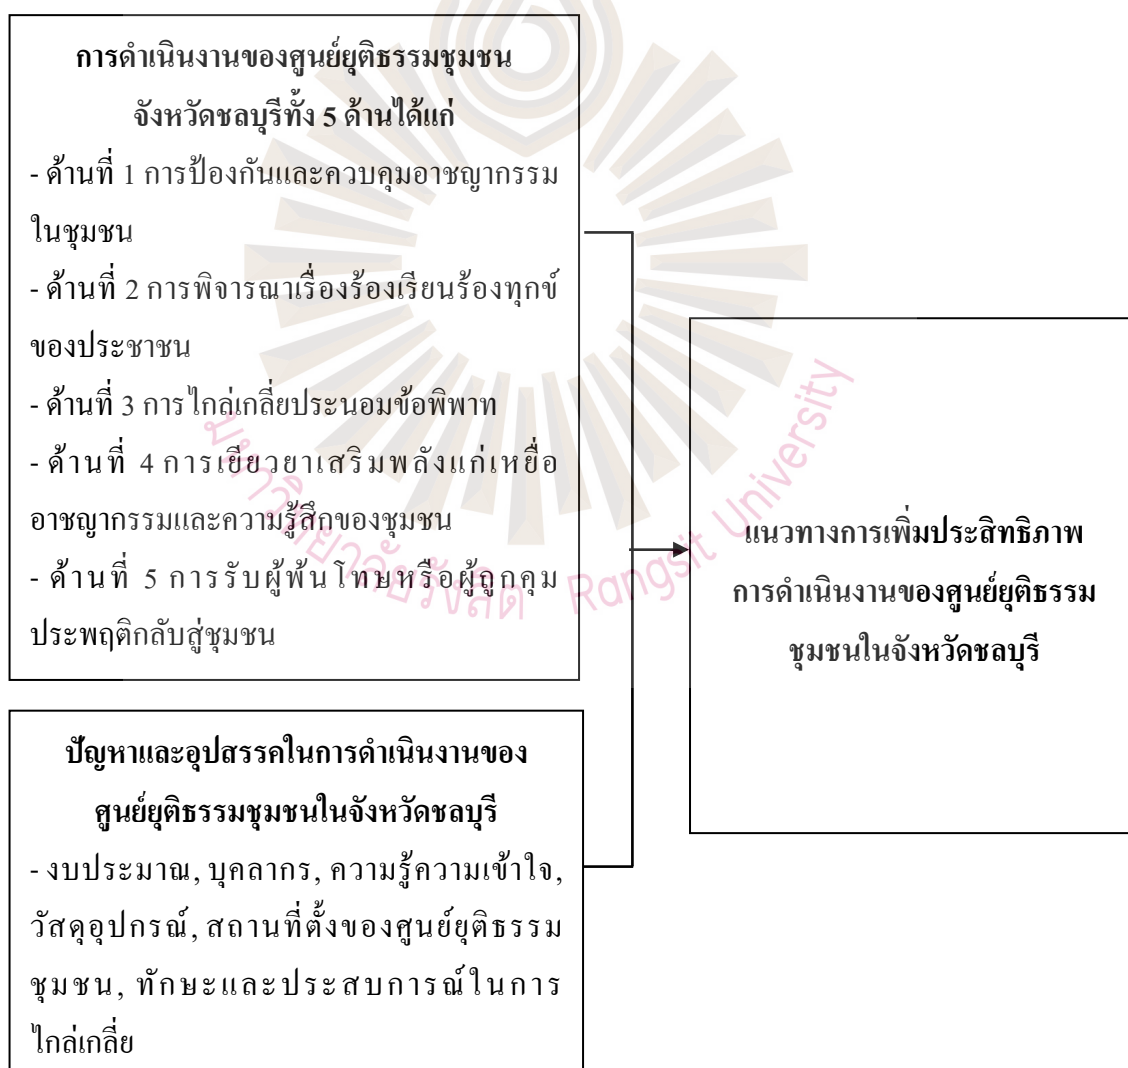 การดำเนินงานของศูนย์ยุติธรรมชุมชน
จังหวัดชลบุรีทั้ง 5 ด้านได้แก่
- ด้านที่ 1 การป้องกันและควบคุมอาชญากรรม
ในชุมชน
- ด้านที่ 2 การพิจารณาเรื่องร้องเรียนร้องทุกข์
ของประชาชน
- ด้านที่ 3 การไกล่เกลี่ยประนอมข้อพิพาท
- ด้านที่ 4 การเยียวยาเสริมพลังแก่เหยื่อ
อาชญากรรมและความรู้สึกของชุมชน
- ด้านที่ 5 การรับผู้พ้นโทษหรือผู้ถูกคุม
ประพฤติกลับสู่ชุมชน
ปัญหาและอุปสรรคในการดำเนินงานของ
ศูนย์ยุติธรรมชุมชนในจังหวัดชลบุรี
- งบประมาณ, บุคลากร, ความรู้ความเข้าใจ,
วัสดุอุปกรณ์, สถานที่ตั้งของศูนย์ยุติธรรม
ชุมชน, ทักษะและประสบการณ์ในการ
ไกล่เกลี่ย
แนวทางการเพิ่มประสิทธิภาพ
การดำเนินงานของศูนย์ยุติธรรม
ชุมชนในจังหวัดชลบุรี
มหาวิทยาลัยรังสิต Rangsit University